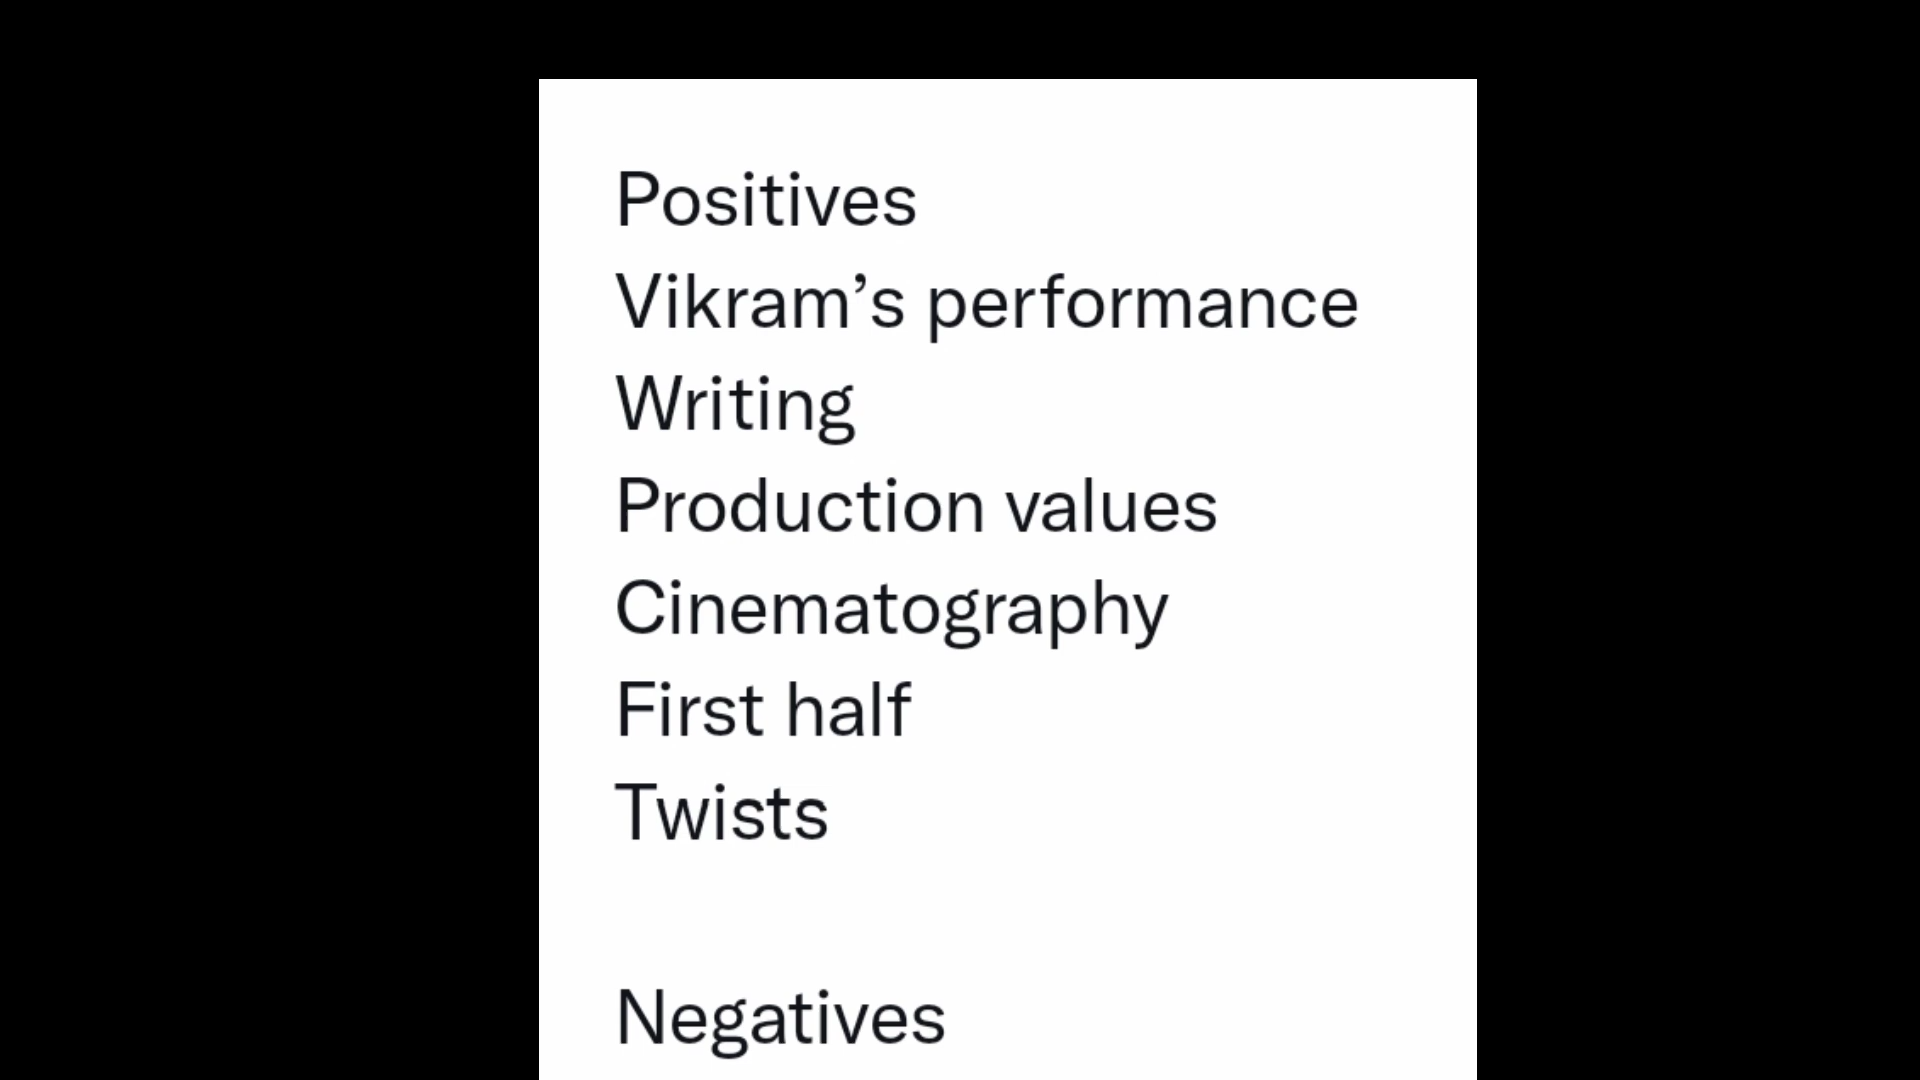 Positives
Vikram’s performance
Writing
Production values
Cinematography
First half
Twists
Negatives